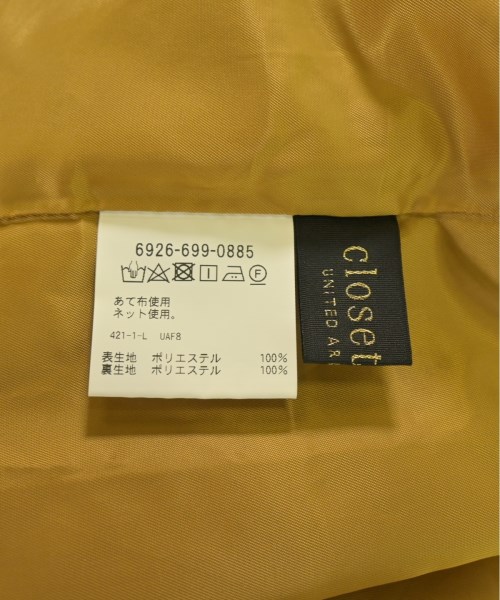 6926-699-0885
あて布使用
ネット使用。
421-1-L UAF8
表生地 ポリエステル 100%
裏生地 ポリエステル 100%
closet
UNITED AR